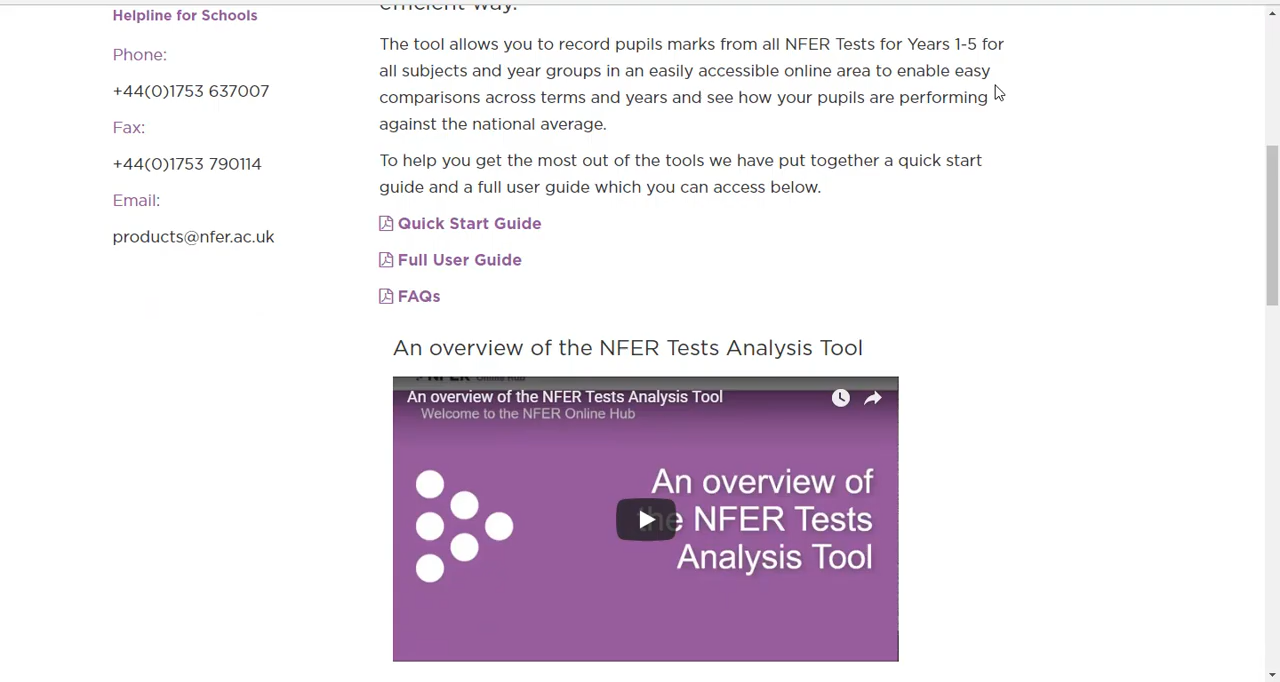 Helpline for Schools
Phone:
+44(0)1753 637007
Fax:
+44(0)1753 790114
Email:
products@nfer.ac.uk
efficient way.
The tool allows you to record pupils marks from all NFER Tests for Years 1-5 for
all subjects and year groups in an easily accessible online area to enable easy
comparisons across terms and years and see how your pupils are performing
against the national average.
To help you get the most out of the tools we have put together a quick start
guide and a full user guide which you can access below.
Quick Start Guide
Full User Guide
FAQs
An overview of the NFER Tests Analysis Tool
NFER Online Hub
An overview of the NFER Tests Analysis Tool
Welcome to the NFER Online Hub
An overview of
the NFER Tests
Analysis Tool